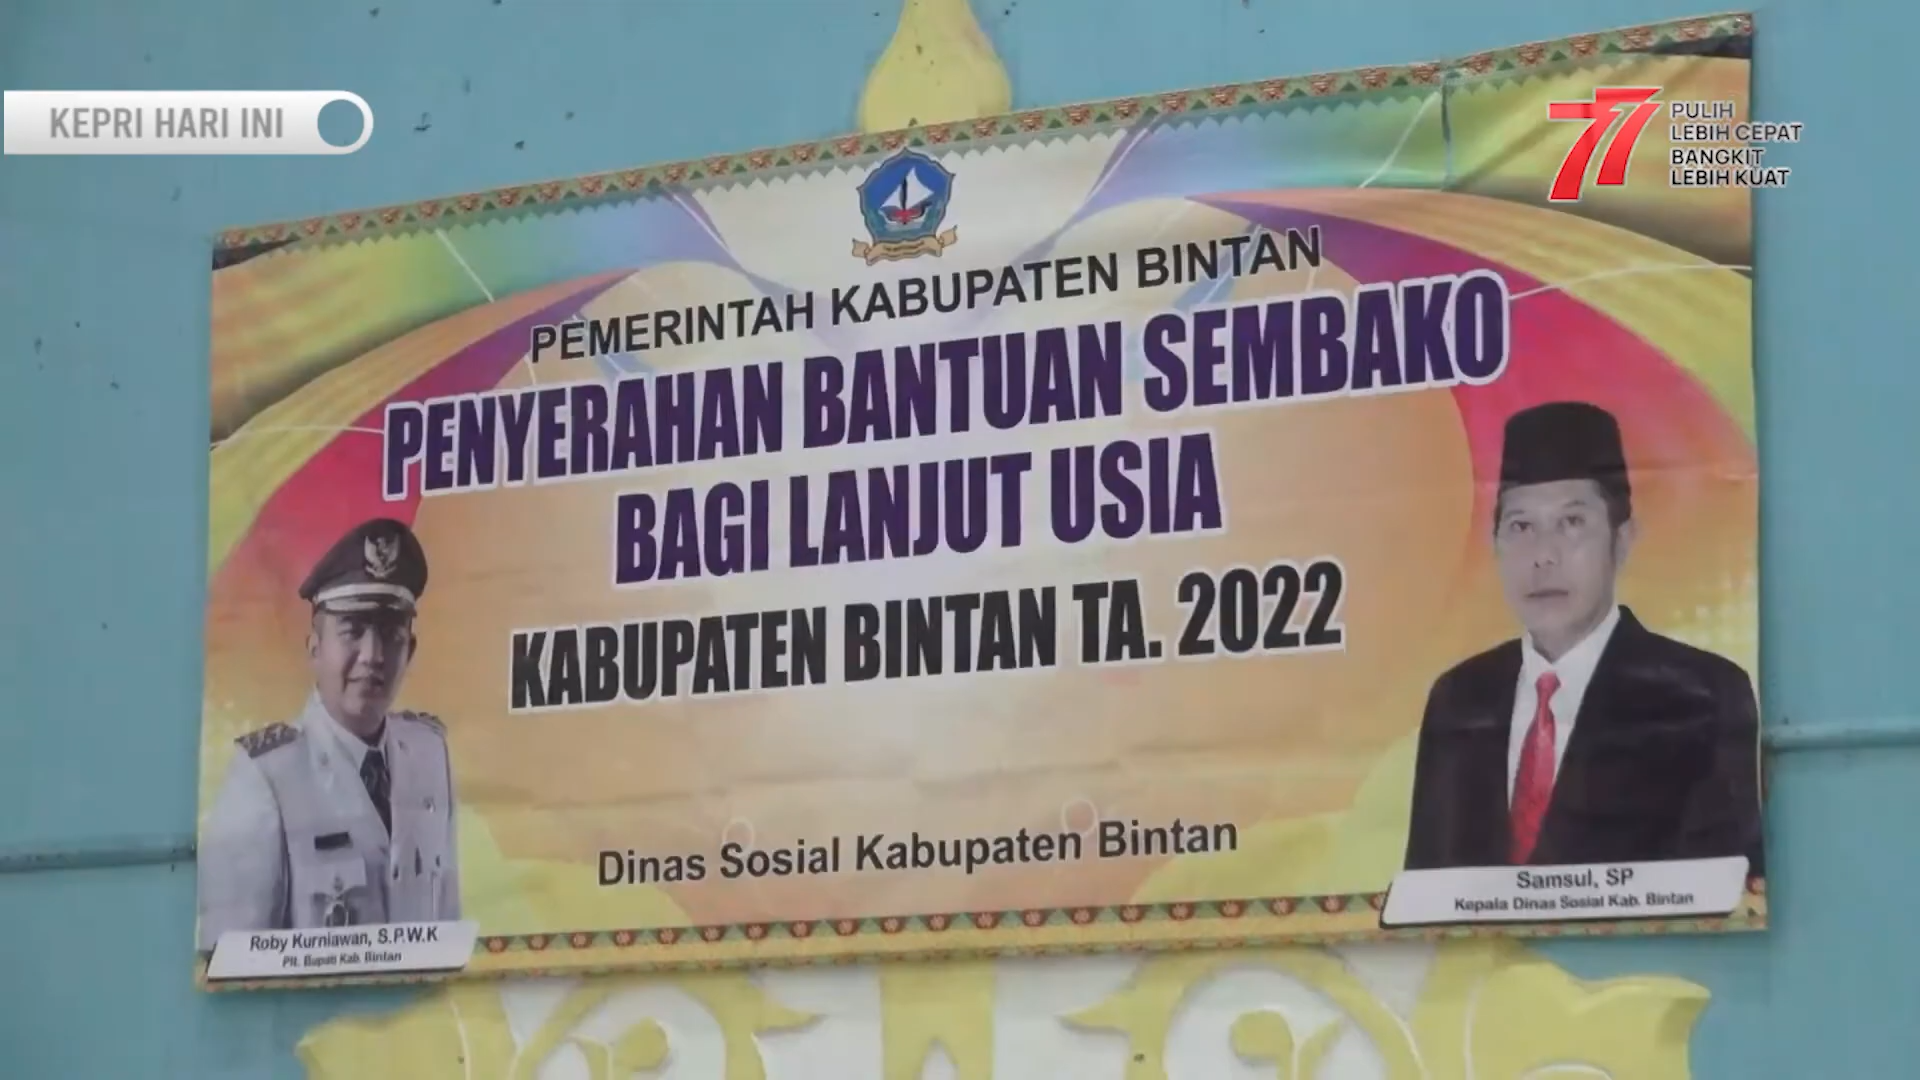 KEPRI HARI INI
77
PULIH
LEBIH CEPAT
BANGKIT
LEBIH KUAT
PEMERINTAH KABUPATEN BINTAN
PENYERAHAN BANTUAN SEMBAKO
BAGI LANJUT USIA
KABUPATEN BINTAN TA. 2022
Dinas Sosial Kabupaten Bintan
Roby Kurniawan, S.P.W.K
Plt. Bupati Kab. Bintan
Samsul, SP
Kepala Dinas Sosial Kab. Bintan